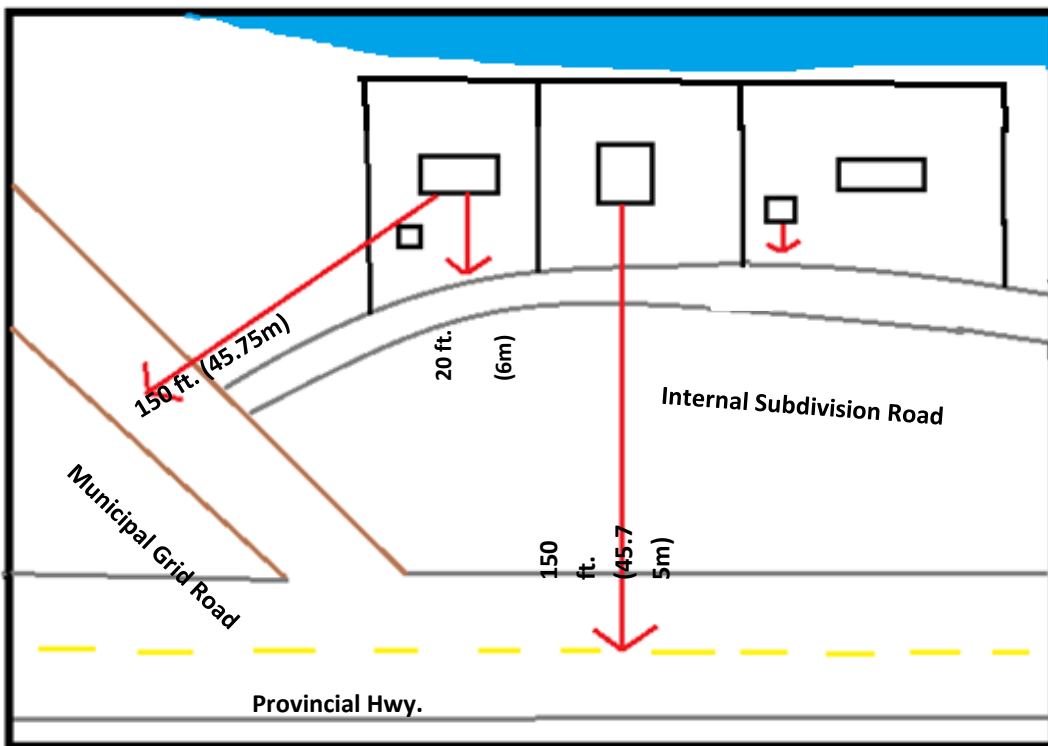 150 ft. (45.75m)
20 ft.
(6m)
Internal Subdivision Road
Municipal Grid Road
150
ft.
(45.7
5m)
Provincial Hwy.